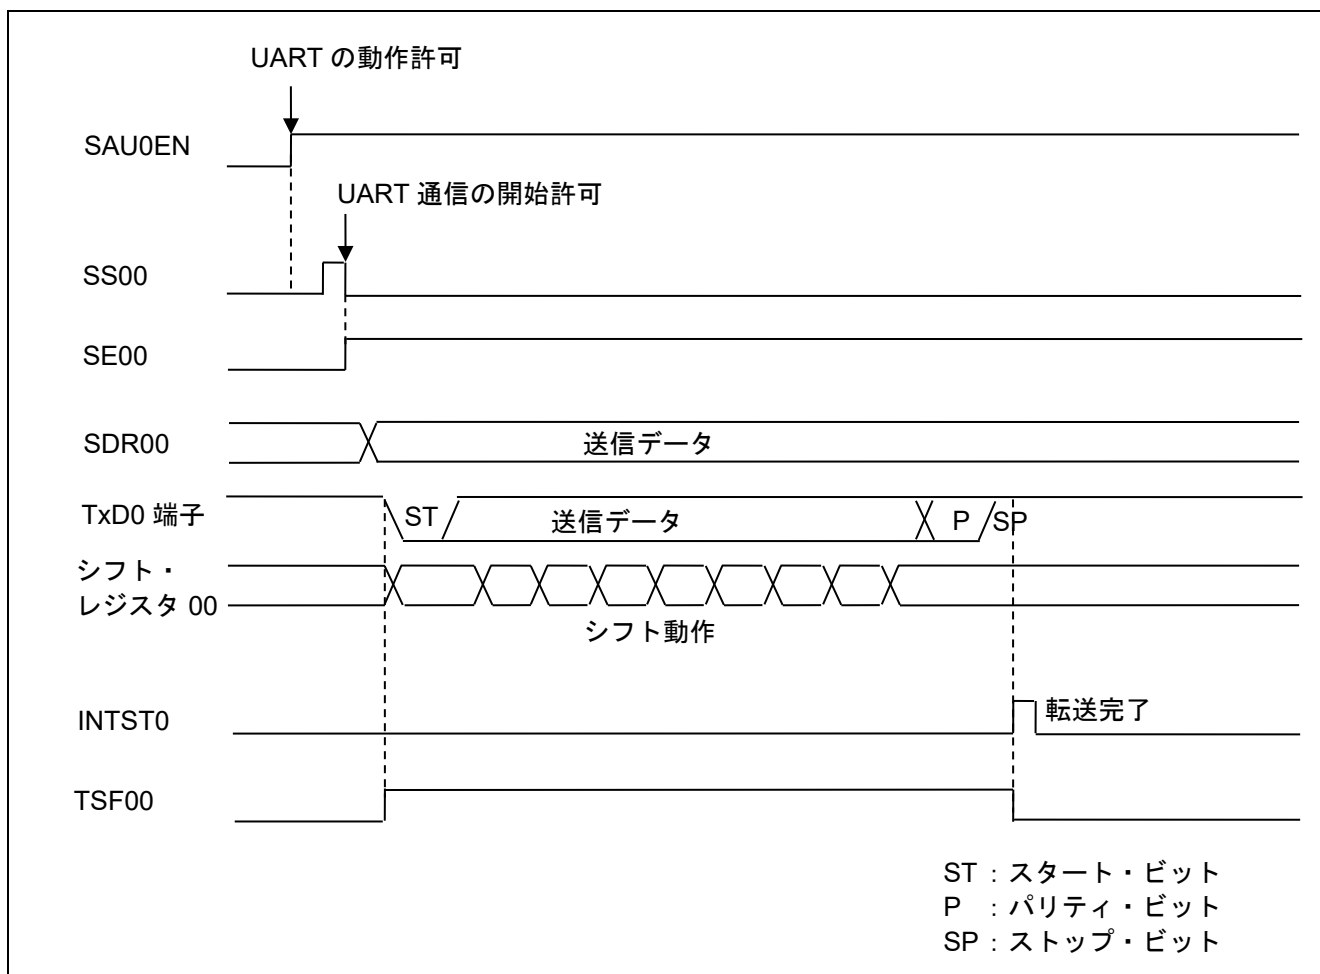 UART の動作許可
SAU0EN
UART 通信の開始許可
SS00
SE00
SDR00
送信データ
TxD0 端子
ST
送信データ
P
SP
シフト・
レジスタ 00
シフト動作
INTST0
転送完了
TSF00
ST : スタート・ビット
P : パリティ・ビット
SP : ストップ・ビット